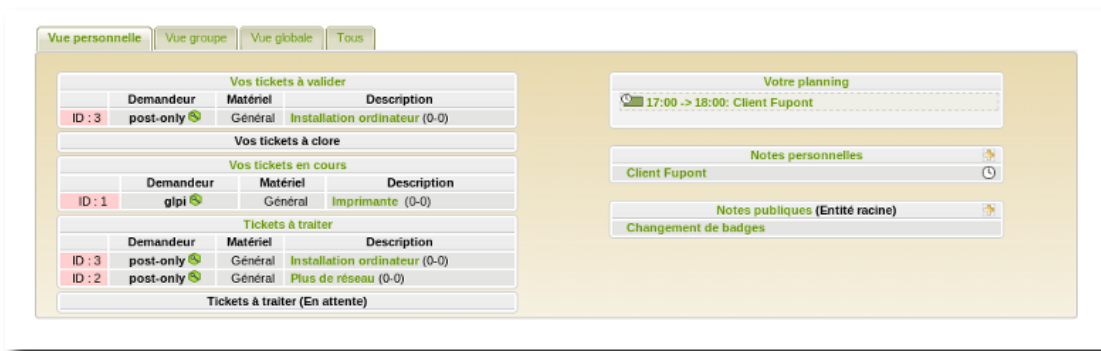 Vue personnelle Vue groupe Vue globale Tous
Vos tickets à valider
Demandeur Matériel Description
ID : 3 post-only Général Installation ordinateur (0-0)
Vos tickets à clore
Vos tickets en cours
Demandeur Matériel Description
ID : 1 glpi Général Imprimante (0-0)
Tickets à traiter
Demandeur Matériel Description
ID : 3 post-only Général Installation ordinateur (0-0)
ID : 2 post-only Général Plus de réseau (0-0)
Tickets à traiter (En attente)
Votre planning
17:00 -> 18:00: Client Fupont
Notes personnelles
Client Fupont
Notes publiques (Entité racine)
Changement de badges